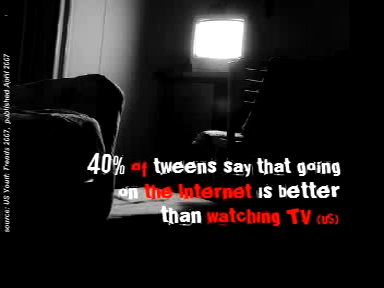 source: US Youth Trends 2007, published April 2007
40% of tweens say that going
on the Internet is better
than watching TV (US)